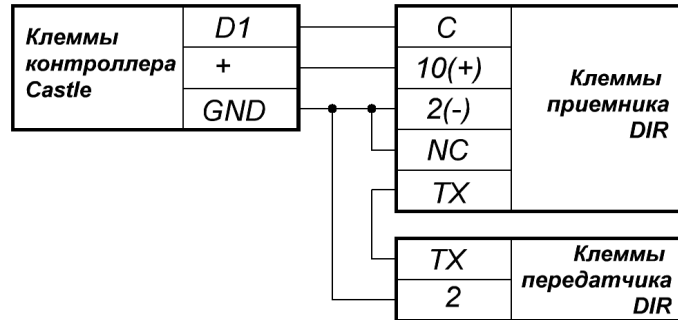 Клеммы
контроллера
Castle
D1
+
GND
C
10(+)
2(-)
NC
TX
Клеммы
приемника
DIR
TX
2
Клеммы
передатчика
DIR